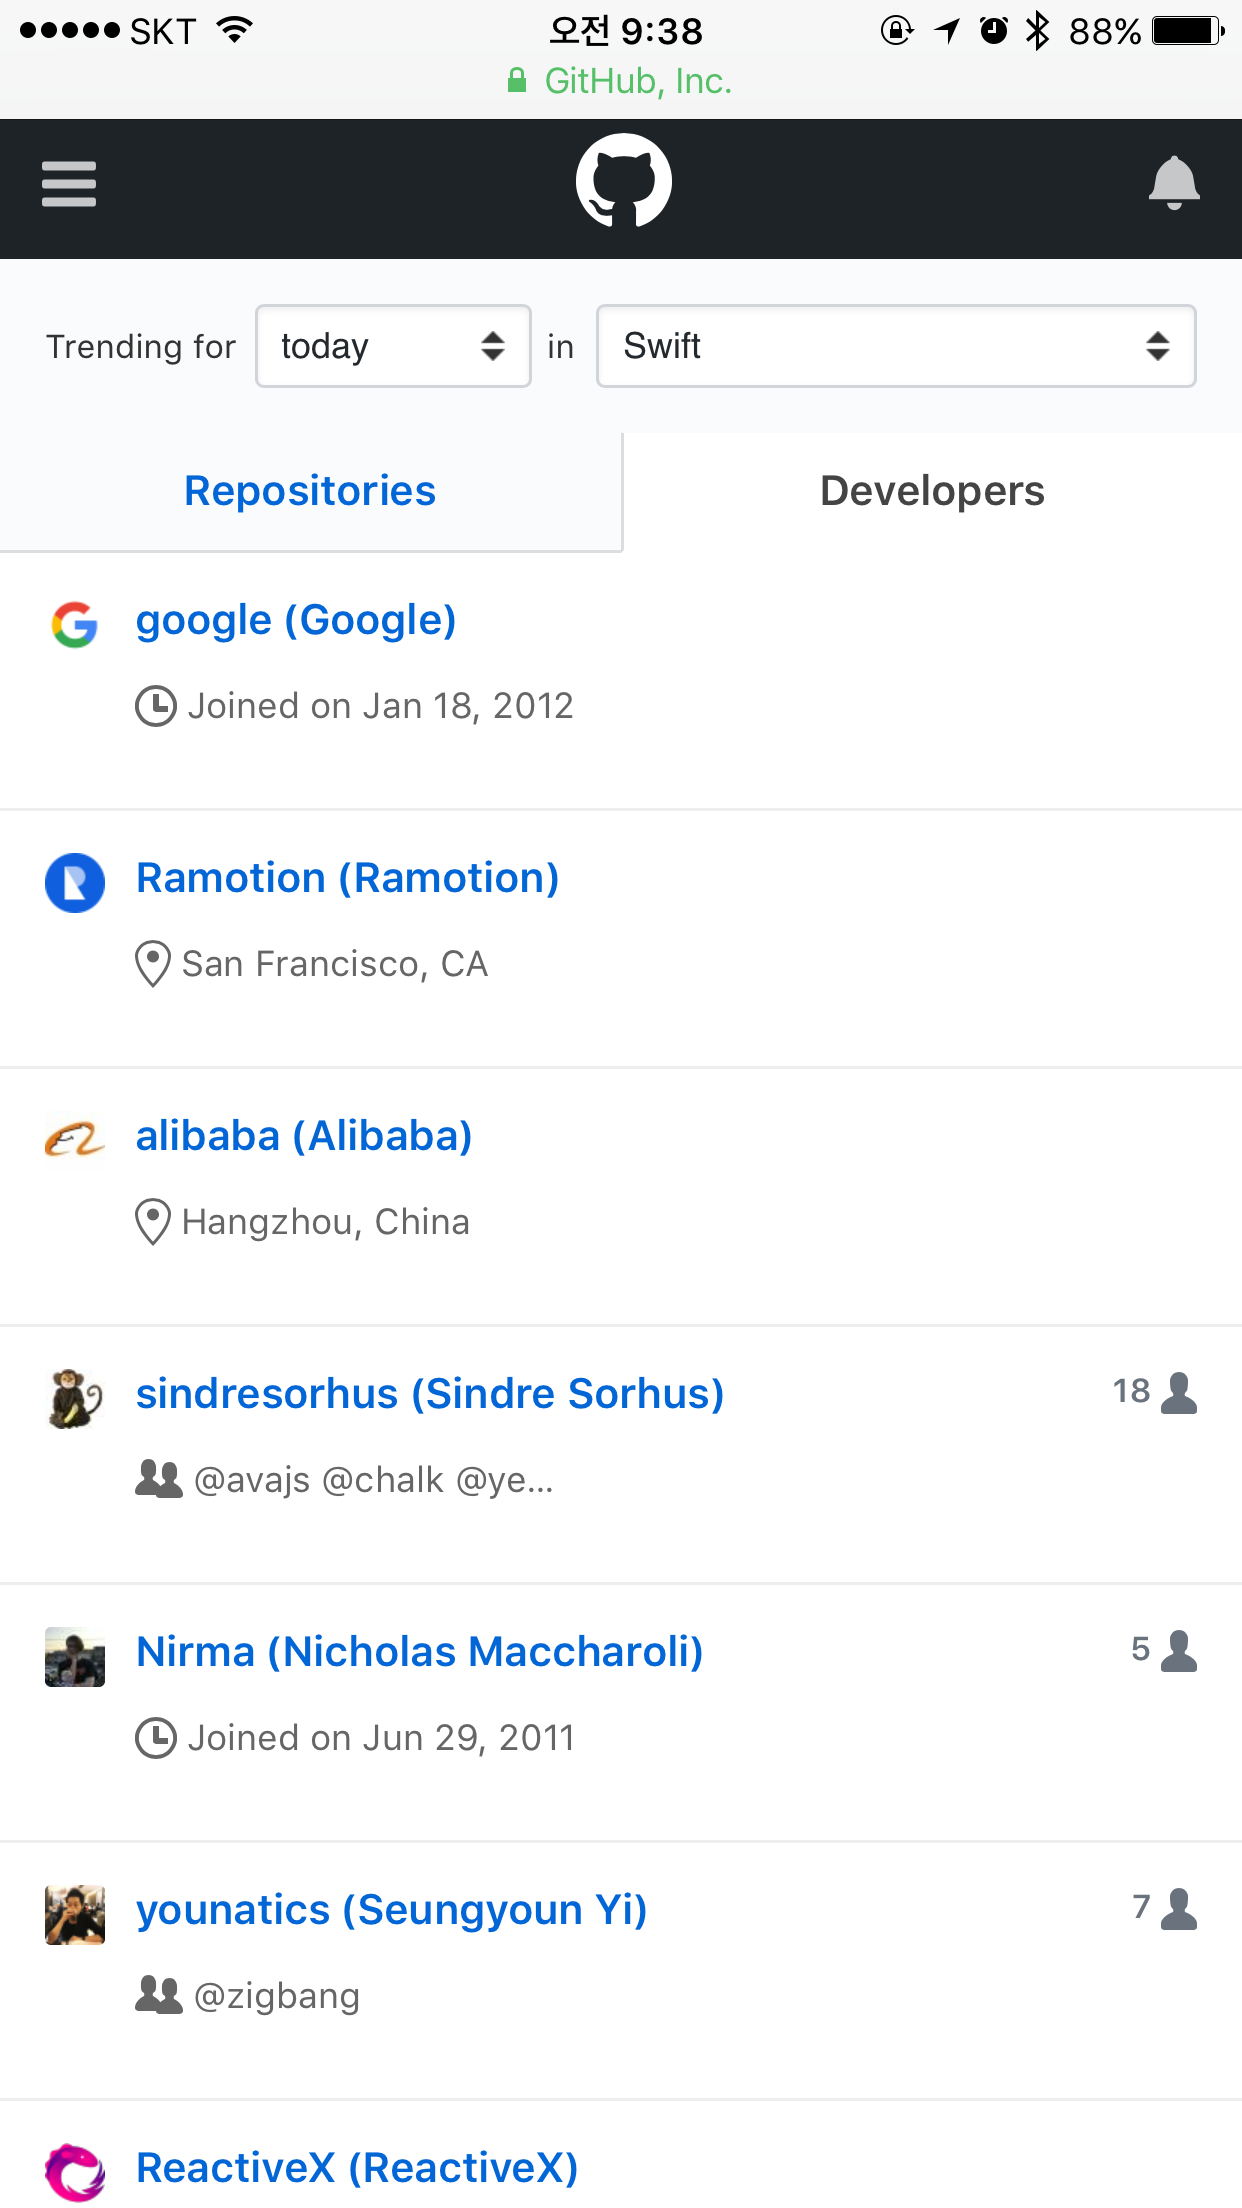 SKT 오전 9:38 88%
GitHub, Inc.
Trending for today in Swift
Repositories Developers
google (Google)
Joined on Jan 18, 2012
Ramotion (Ramotion)
San Francisco, CA
alibaba (Alibaba)
Hangzhou, China
sindresorhus (Sindre Sorhus) 18
@avajs @chalk @ye...
Nirma (Nicholas Maccharoli) 5
Joined on Jun 29, 2011
younatics (Seungyoun Yi) 7
@zigbang
ReactiveX (ReactiveX)